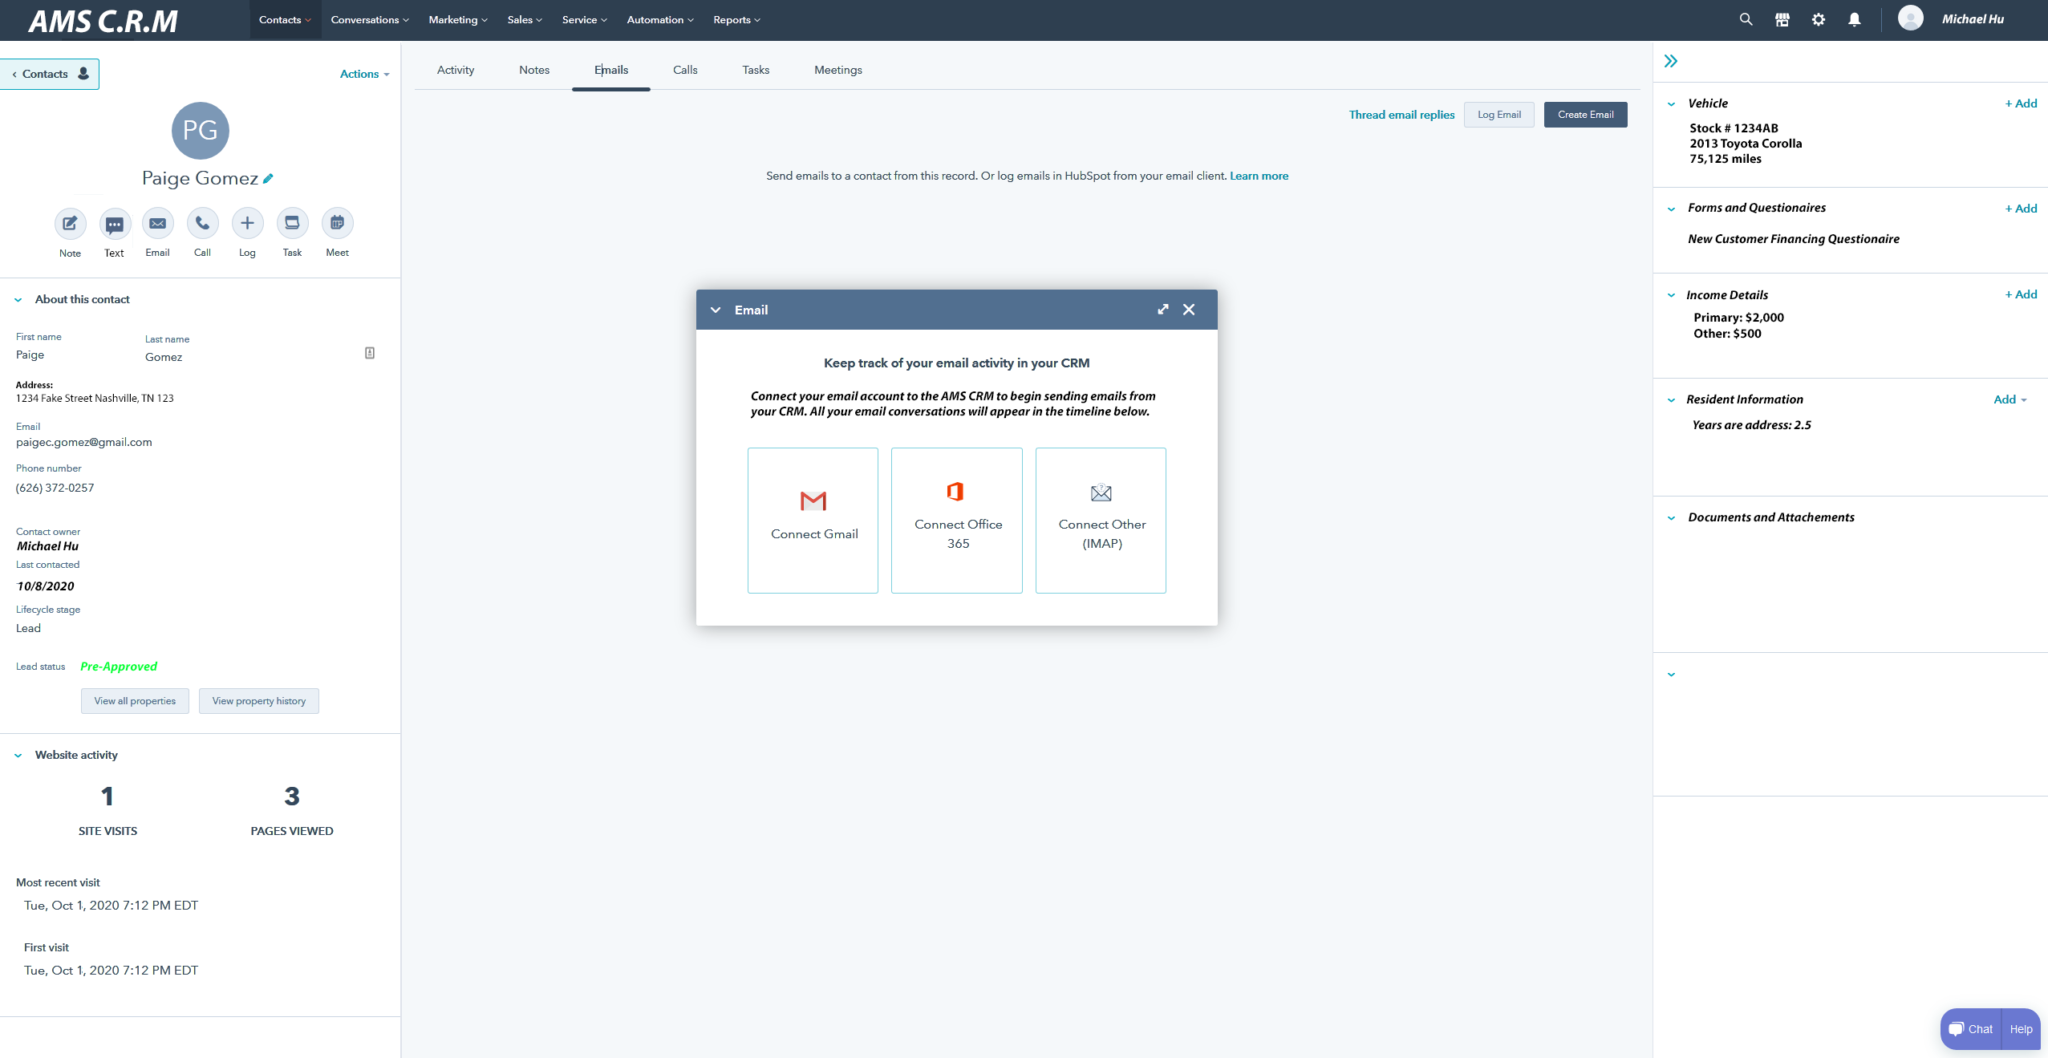 AMS C.R.M
Contacts
Conversations
Marketing
Sales
Service
Automation
Reports
Michael Hu
Contacts
Actions
PG
Paige Gomez
Note
Text
Email
Call
Log
Task
Meet
About this contact
First name
Last name
Paige
Gomez
Address:
1234 Fake Street Nashville, TN 123
Email
paigec.gomez@gmail.com
Phone number
(626) 372-0257
Contact owner
Michael Hu
Last contacted
10/8/2020
Lifecycle stage
Lead
Lead status
Pre-Approved
View all properties
View property history
Website activity
1
3
SITE VISITS
PAGES VIEWED
Most recent visit
Tue, Oct 1, 2020 7:12 PM EDT
First visit
Tue, Oct 1, 2020 7:12 PM EDT
Activity
Notes
Emails
Calls
Tasks
Meetings
Thread email replies
Log Email
Create Email
Send emails to a contact from this record. Or log emails in HubSpot from your email client. Learn more
Email
Keep track of your email activity in your CRM
Connect your email account to the AMS CRM to begin sending emails from
your CRM. All your email conversations will appear in the timeline below.
Connect Gmail
Connect Office
365
Connect Other
(IMAP)
Vehicle
+ Add
Stock # 1234AB
2013 Toyota Corolla
75,125 miles
Forms and Questionaires
+ Add
New Customer Financing Questionaire
Income Details
+ Add
Primary: $2,000
Other: $500
Resident Information
Add
Years are address: 2.5
Documents and Attachements
Chat
Help